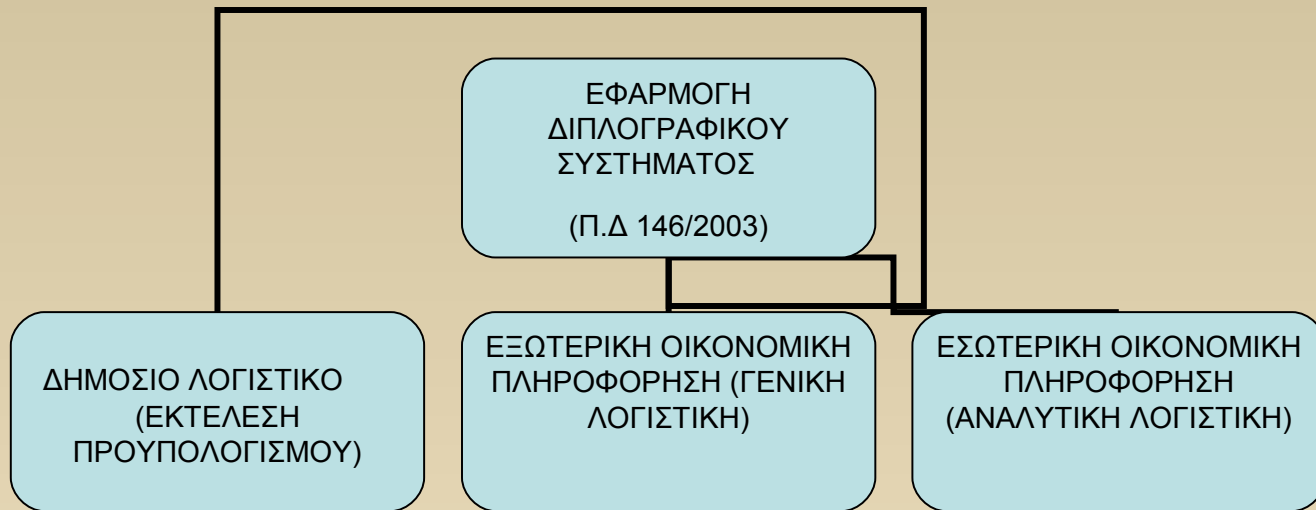 ΕΦΑΡΜΟΓΗ
ΔΙΠΛΟΓΡΑΦΙΚΟΥ
ΣΥΣΤΗΜΑΤΟΣ
(Π.Δ 146/2003)
ΔΗΜΟΣΙΟ ΛΟΓΙΣΤΙΚΟ
(ΕΚΤΕΛΕΣΗ
ΠΡΟΥΠΟΛΟΓΙΣΜΟΥ)
ΕΞΩΤΕΡΙΚΗ ΟΙΚΟΝΟΜΙΚΗ
ΠΛΗΡΟΦΟΡΗΣΗ (ΓΕΝΙΚΗ
ΛΟΓΙΣΤΙΚΗ)
ΕΣΩΤΕΡΙΚΗ ΟΙΚΟΝΟΜΙΚΗ
ΠΛΗΡΟΦΟΡΗΣΗ
(ΑΝΑΛΥΤΙΚΗ ΛΟΓΙΣΤΙΚΗ)